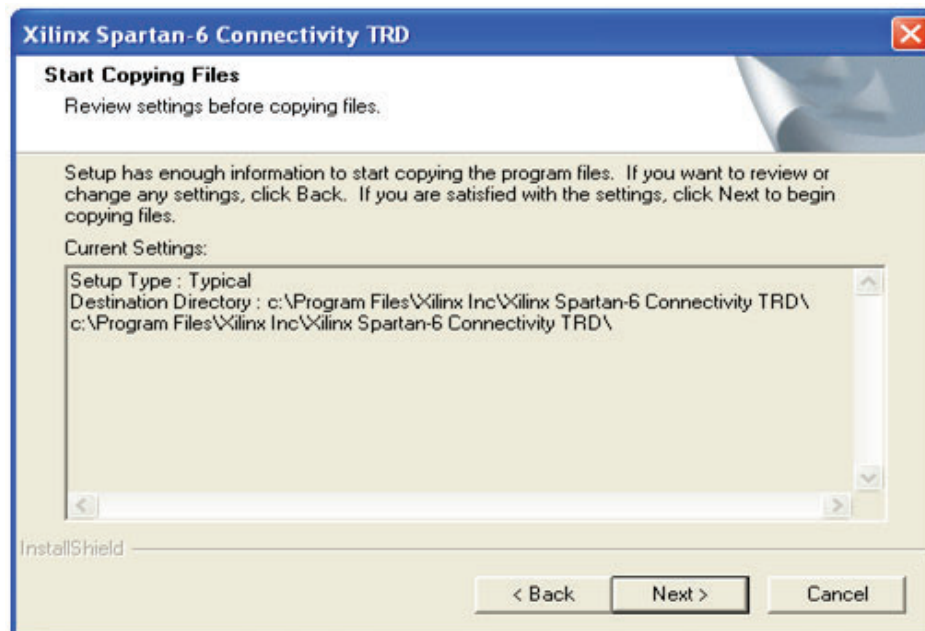 Xilinx Spartan-6 Connectivity TRD
Start Copying Files
Review settings before copying files.
Setup has enough information to start copying the program files.  If you want to review or
change any settings, click Back.  If you are satisfied with the settings, click Next to begin
copying files.
Current Settings:
Setup Type : Typical
Destination Directory : c:\Program Files\Xilinx Inc\Xilinx Spartan-6 Connectivity TRD\
c:\Program Files\Xilinx Inc\Xilinx Spartan-6 Connectivity TRD\
InstallShield
< Back
Next >
Cancel